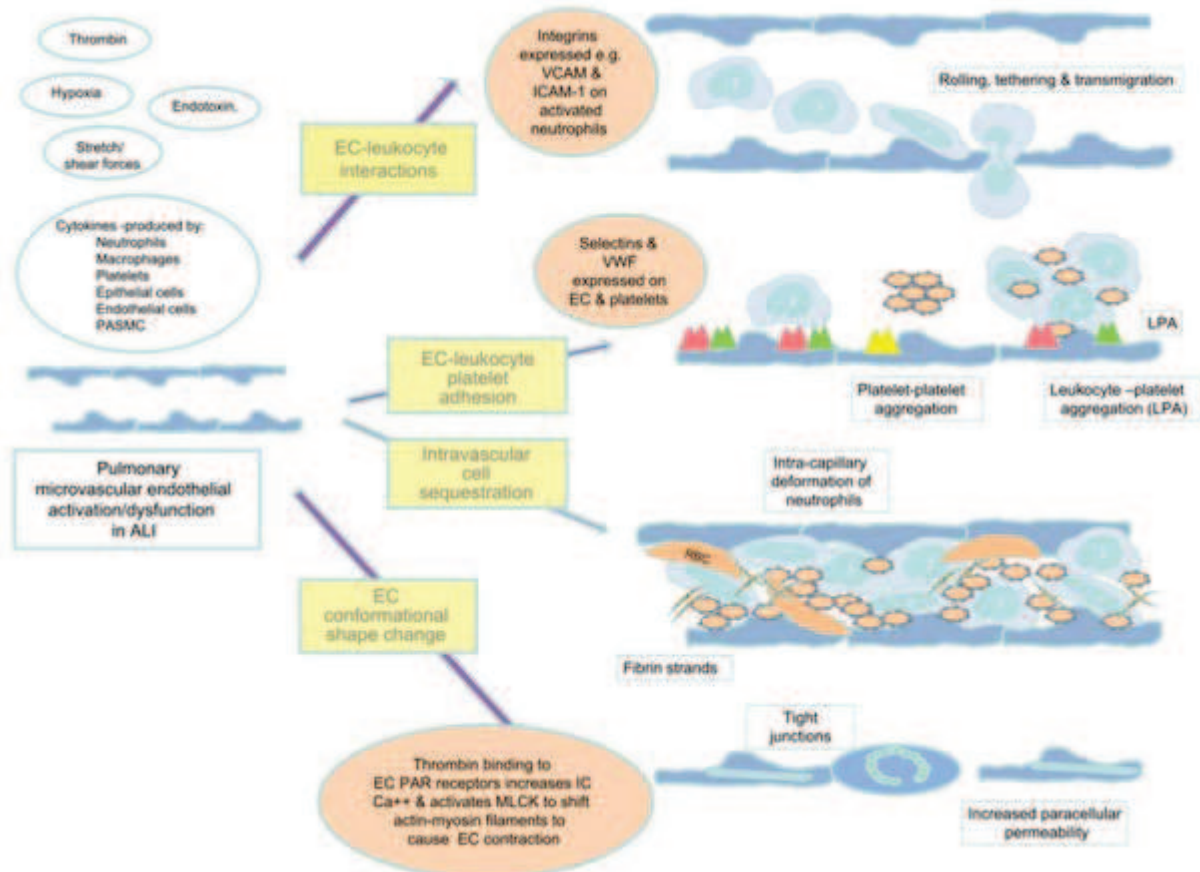 Thrombin
Hypoxia
Endotoxin.
Stretch/
shear forces
Cytokines -produced by:
Neutrophils
Macrophages
Platelets
Epithelial cells
Endothelial cells
PASMC
Pulmonary
microvascular endothelial
activation/dysfunction
in ALI
EC-leukocyte
interactions
Integrins
expressed e.g.
VCAM &
ICAM-1 on
activated
neutrophils
Rolling, tethering & transmigration
EC-leukocyte
platelet
adhesion
Selectins &
VWF
expressed on
EC & platelets
LPA
Platelet-platelet
aggregation
Leukocyte –platelet
aggregation (LPA)
Intravascular
cell
sequestration
Intra-capillary
deformation of
neutrophils
RBC
Fibrin strands
EC
conformational
shape change
Thrombin binding to
EC PAR receptors increases IC
Ca++ & activates MLCK to shift
actin-myosin filaments to
cause EC contraction
Tight
junctions
Increased paracellular
permeability